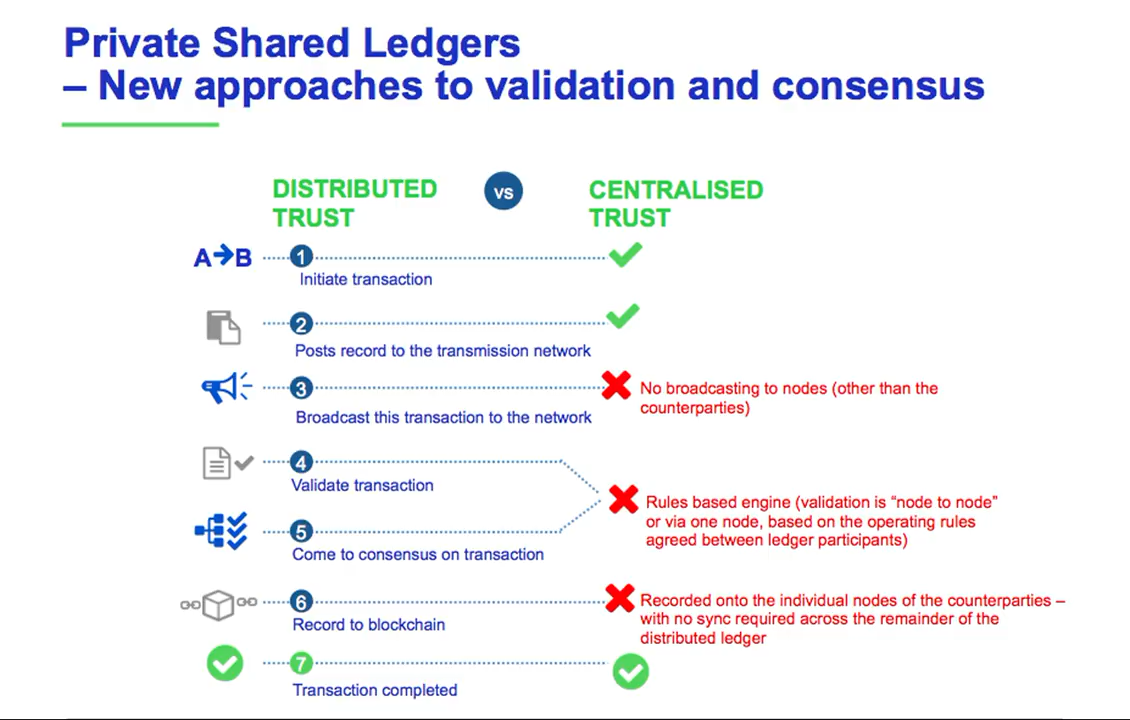 Private Shared Ledgers
– New approaches to validation and consensus
DISTRIBUTED
TRUST
vs
CENTRALISED
TRUST
A B
1
Initiate transaction
2
Posts record to the transmission network
3
Broadcast this transaction to the network
No broadcasting to nodes (other than the
counterparties)
4
Validate transaction
5
Come to consensus on transaction
Rules based engine (validation is “node to node”
or via one node, based on the operating rules
agreed between ledger participants)
6
Record to blockchain
Recorded onto the individual nodes of the counterparties –
with no sync required across the remainder of the
distributed ledger
7
Transaction completed